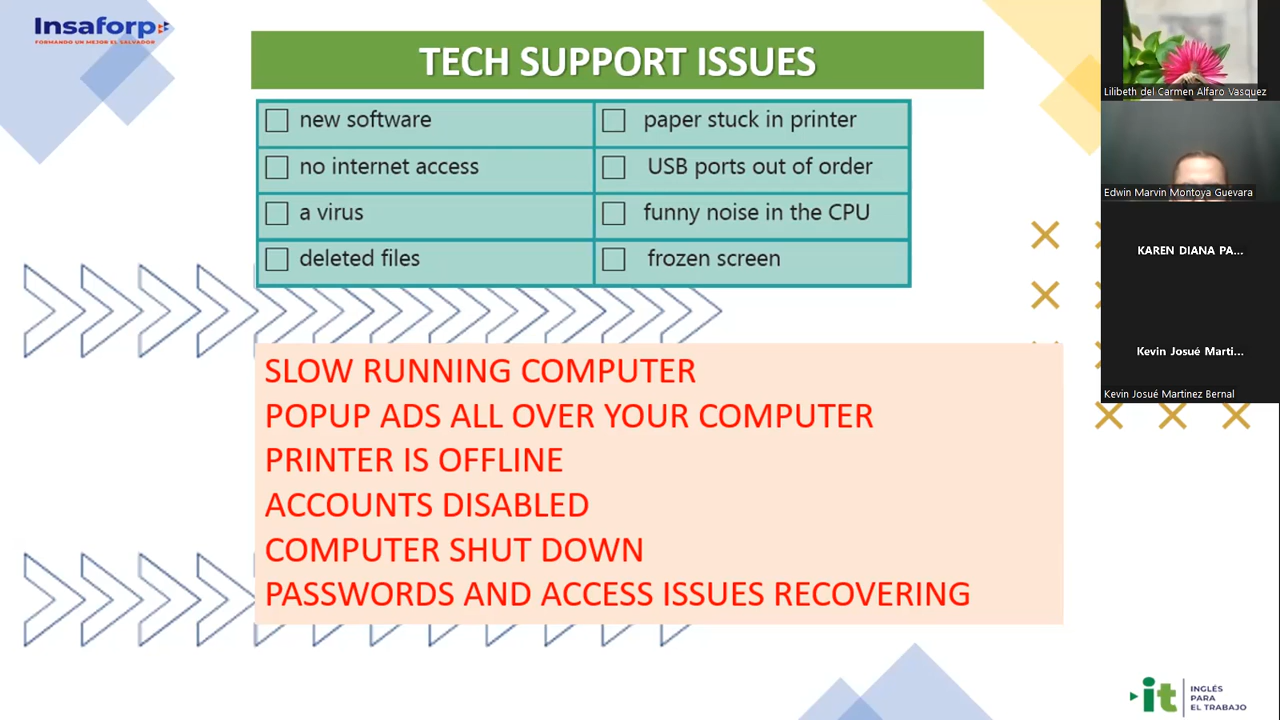 Insaforp
FORMANDO UN MEJOR EL SALVADOR
TECH SUPPORT ISSUES
new software
paper stuck in printer
no internet access
USB ports out of order
a virus
funny noise in the CPU
deleted files
frozen screen
SLOW RUNNING COMPUTER
POPUP ADS ALL OVER YOUR COMPUTER
PRINTER IS OFFLINE
ACCOUNTS DISABLED
COMPUTER SHUT DOWN
PASSWORDS AND ACCESS ISSUES RECOVERING
Lilibeth del Carmen Alfaro Vasquez
Edwin Marvin Montoya Guevara
KAREN DIANA PA...
Kevin Josué Marti...
Kevin Josué Martinez Bernal
it
INGLÉS
PARA
EL TRABAJO